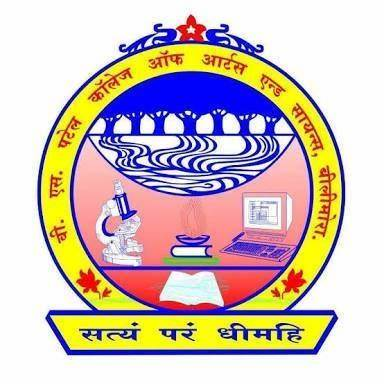 वी. एस. पटेल कॉलेज ऑफ आर्टस एन्ड सायन्स, बीलीमोरा.
सत्यं परं धीमहि